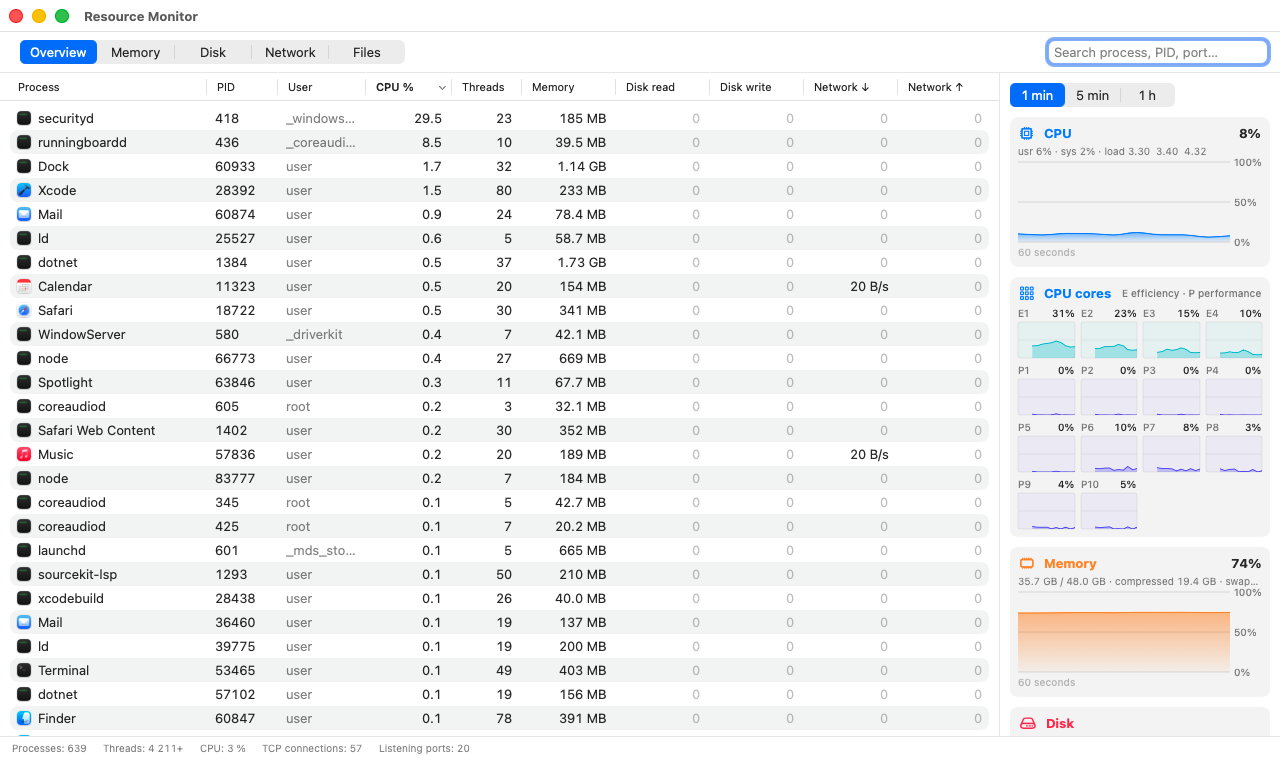 Resource Monitor
Overview Memory Disk Network Files
Search process, PID, port...
Process PID User CPU % Threads Memory Disk read Disk write Network ↓ Network ↑
securityd 418 _windows... 29.5 23 185 MB 0 0 0 0
runningboardd 436 _coreaudi... 8.5 10 39.5 MB 0 0 0 0
Dock 60933 user 1.7 32 1.14 GB 0 0 0 0
Xcode 28392 user 1.5 80 233 MB 0 0 0 0
Mail 60874 user 0.9 24 78.4 MB 0 0 0 0
ld 25527 user 0.6 5 58.7 MB 0 0 0 0
dotnet 1384 user 0.5 37 1.73 GB 0 0 0 0
Calendar 11323 user 0.5 20 154 MB 0 0 20 B/s 0
Safari 18722 user 0.5 30 341 MB 0 0 0 0
WindowServer 580 _driverkit 0.4 7 42.1 MB 0 0 0 0
node 66773 user 0.4 27 669 MB 0 0 0 0
Spotlight 63846 user 0.3 11 67.7 MB 0 0 0 0
coreaudiod 605 root 0.2 3 32.1 MB 0 0 0 0
Safari Web Content 1402 user 0.2 30 352 MB 0 0 0 0
Music 57836 user 0.2 20 189 MB 0 0 20 B/s 0
node 83777 user 0.2 7 184 MB 0 0 0 0
coreaudiod 345 root 0.1 5 42.7 MB 0 0 0 0
coreaudiod 425 root 0.1 7 20.2 MB 0 0 0 0
launchd 601 _mds_sto... 0.1 5 665 MB 0 0 0 0
sourcekit-lsp 1293 user 0.1 50 210 MB 0 0 0 0
xcodebuild 28438 user 0.1 26 40.0 MB 0 0 0 0
Mail 36460 user 0.1 19 137 MB 0 0 0 0
ld 39775 user 0.1 19 200 MB 0 0 0 0
Terminal 53465 user 0.1 49 403 MB 0 0 0 0
dotnet 57102 user 0.1 19 156 MB 0 0 0 0
Finder 60847 user 0.1 78 391 MB 0 0 0 0
1 min 5 min 1 h
CPU 8%
usr 6% · sys 2% · load 3.30 3.40 4.32
100%
50%
0%
60 seconds
CPU cores E efficiency · P performance
E1 31% E2 23% E3 15% E4 10%
P1 0% P2 0% P3 0% P4 0%
P5 0% P6 10% P7 8% P8 3%
P9 4% P10 5%
Memory 74%
35.7 GB / 48.0 GB · compressed 19.4 GB · swap...
100%
50%
0%
60 seconds
Disk
Processes: 639 Threads: 4 211+ CPU: 3 % TCP connections: 57 Listening ports: 20